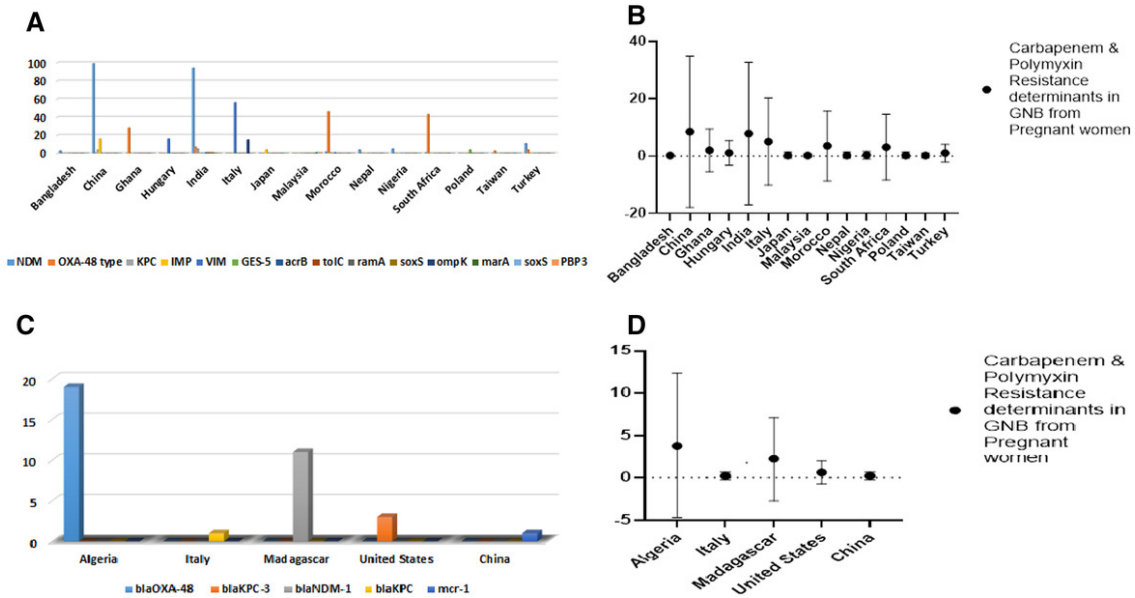 A
100
80
60
40
20
0
Bangladesh
China
Ghana
Hungary
India
Italy
Japan
Malaysia
Morocco
Nepal
Nigeria
South Africa
Poland
Taiwan
Turkey
NDM OXA-48 type KPC IMP VIM GES-5 acrB tolC ramA soxS ompK marA soxS PBP3
B
40
20
0
-20
Bangladesh
China
Ghana
Hungary
India
Italy
Japan
Malaysia
Morocco
Nepal
Nigeria
South Africa
Poland
Taiwan
Turkey
Carbapenem &
Polymyxin
Resistance
determinants in
GNB from
Pregnant women
C
20
15
10
5
0
Algeria
Italy
Madagascar
United States
China
blaOXA-48 blaKPC-3 blaNDM-1 blaKPC mcr-1
D
15
10
5
0
-5
Algeria
Italy
Madagascar
United States
China
Carbapenem &
Polymyxin
Resistance
determinants in
GNB from
Pregnant
women